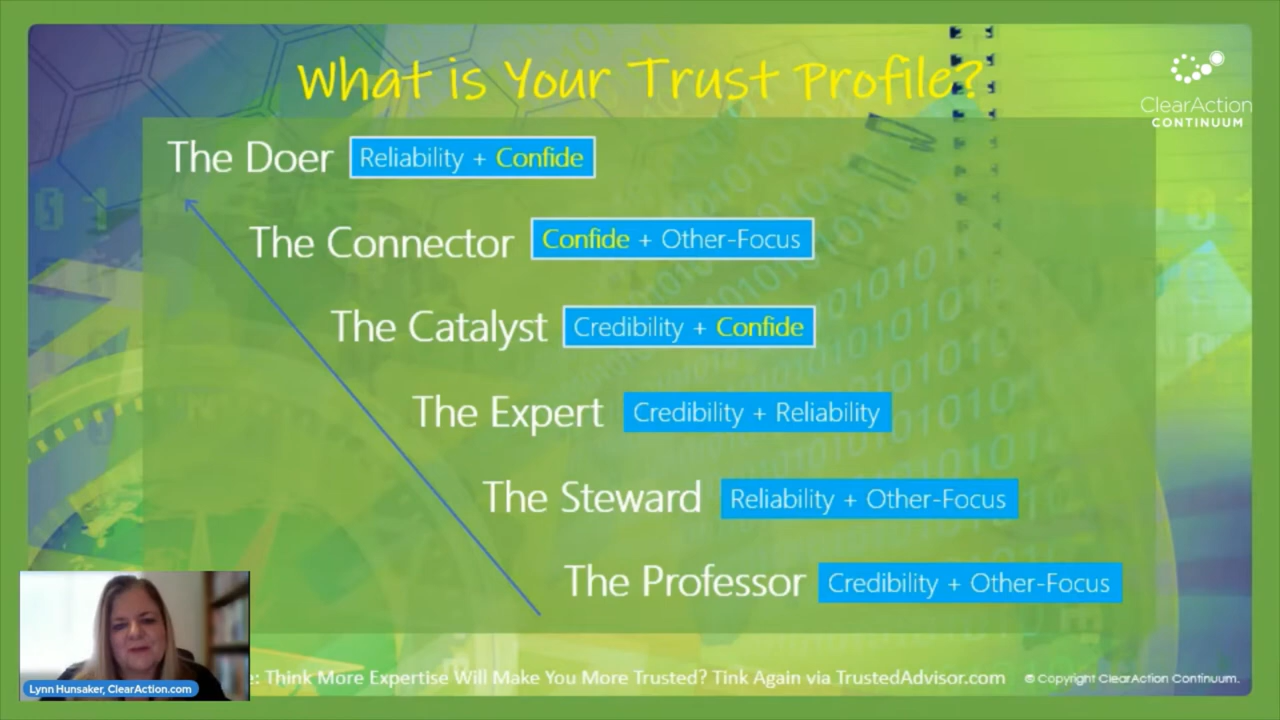 What is Your Trust Profile?
ClearAction
CONTINUUM
The Doer Reliability + Confide
The Connector Confide + Other-Focus
The Catalyst Credibility + Confide
The Expert Credibility + Reliability
The Steward Reliability + Other-Focus
The Professor Credibility + Other-Focus
Lynn Hunsaker, ClearAction.com
: Think More Expertise Will Make You More Trusted? Tink Again via TrustedAdvisor.com
© Copyright ClearAction Continuum.